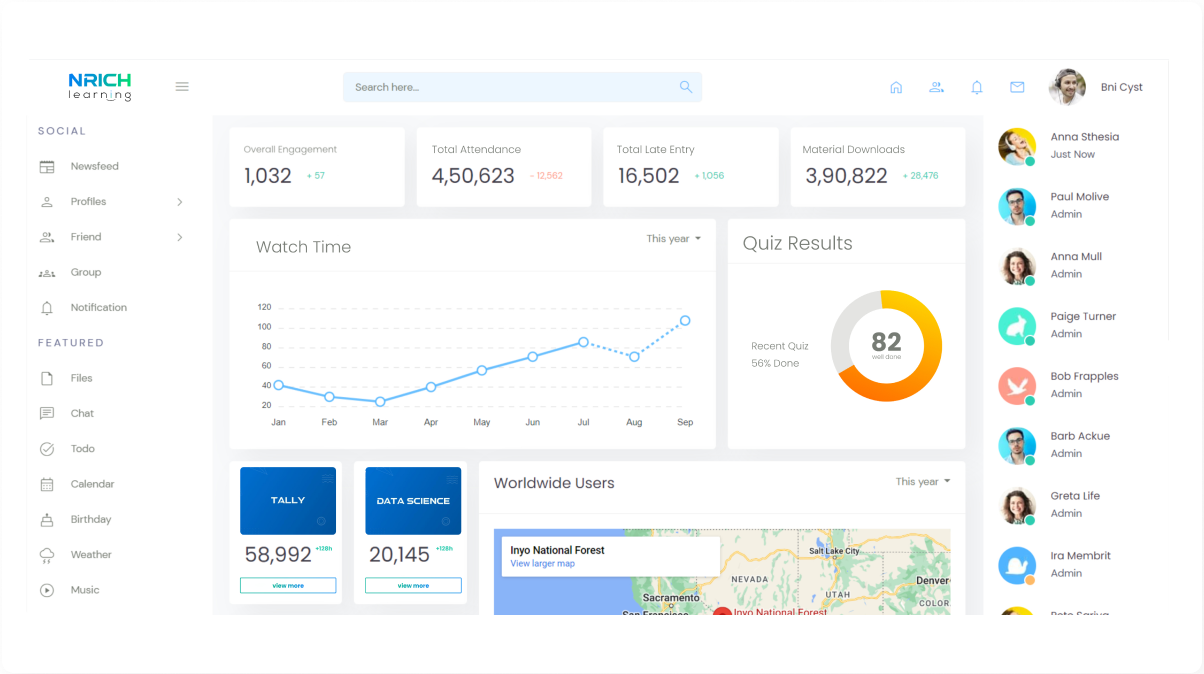 NRICH
learning
Search here...
Bni Cyst
SOCIAL
Newsfeed
Profiles
Friend
Group
Notification
FEATURED
Files
Chat
Todo
Calendar
Birthday
Weather
Music
Overall Engagement
1,032 + 57
Total Attendance
4,50,623 - 12,562
Total Late Entry
16,502 + 1,056
Material Downloads
3,90,822 + 28,476
Watch Time
This year
120
100
80
60
40
20
Jan Feb Mar Apr May Jun Jul Aug Sep
Quiz Results
Recent Quiz
56% Done
82
well done
TALLY
58,992 +128h
view more
DATA SCIENCE
20,145 +128h
view more
Worldwide Users
This year
Inyo National Forest
View larger map
Salt Lake City
NEVADA
UTAH
Denver
COLOR
Sacramento
San Francisco
Inyo National Forest
Anna Sthesia
Just Now
Paul Molive
Admin
Anna Mull
Admin
Paige Turner
Admin
Bob Frapples
Admin
Barb Ackue
Admin
Greta Life
Admin
Ira Membrit
Admin